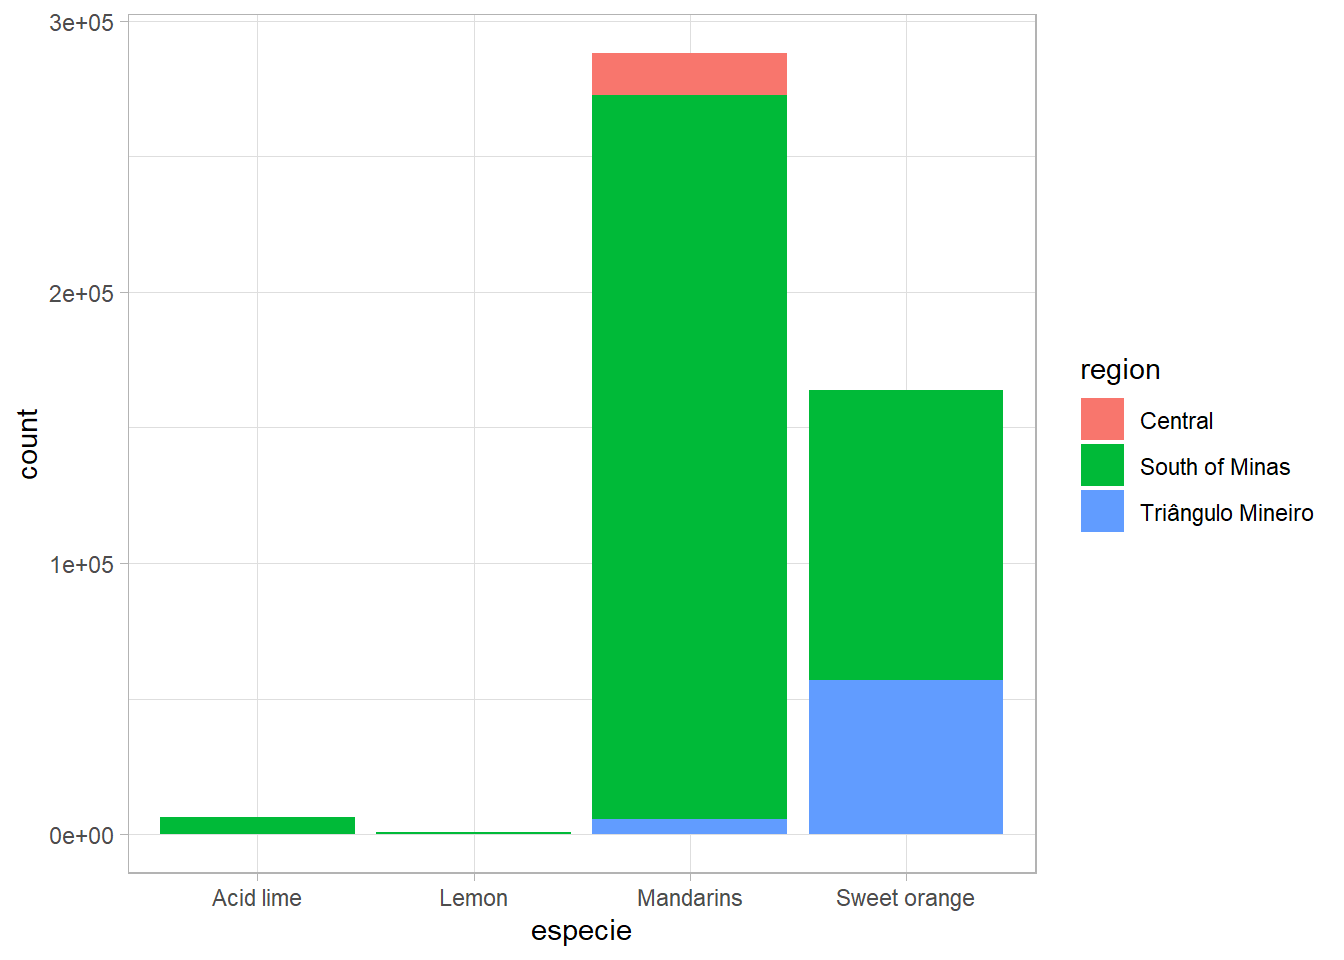 3e+05
2e+05
1e+05
0e+00
count
Acid lime
Lemon
Mandarins
Sweet orange
especie
region
Central
South of Minas
Triângulo Mineiro